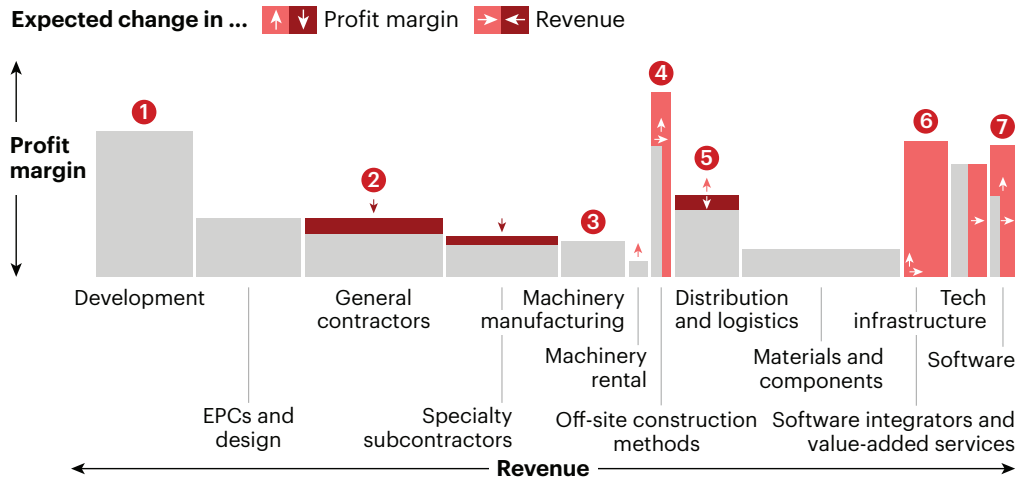 Expected change in ... Profit margin Revenue
Profit
margin
1
2
3
4
5
6
7
Development
General
contractors
Machinery
manufacturing
Distribution
and logistics
Tech
infrastructure
Machinery
rental
Materials and
components
Software
EPCs and
design
Specialty
subcontractors
Off-site construction
methods
Software integrators and
value-added services
Revenue